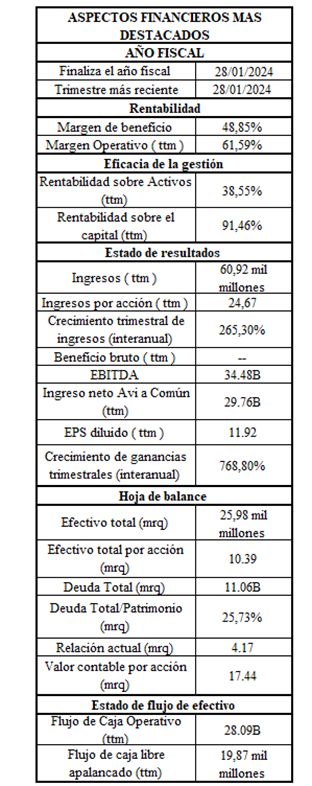 ASPECTOS FINANCIEROS MAS
DESTACADOS
AÑO FISCAL
Finaliza el año fiscal 28/01/2024
Trimestre más reciente 28/01/2024
Rentabilidad
Margen de beneficio 48,85%
Margen Operativo ( ttm ) 61,59%
Eficacia de la gestión
Rentabilidad sobre Activos
(ttm)
38,55%
Rentabilidad sobre el
capital (ttm)
91,46%
Estado de resultados
Ingresos ( ttm )
60,92 mil
millones
Ingresos por acción ( ttm ) 24,67
Crecimiento trimestral de
ingresos (interanual)
265,30%
Beneficio bruto ( ttm ) --
EBITDA 34.48B
Ingreso neto Avi a Común
(ttm)
29.76B
EPS diluido ( ttm ) 11.92
Crecimiento de ganancias
trimestrales (interanual)
768,80%
Hoja de balance
Efectivo total (mrq)
25,98 mil
millones
Efectivo total por acción
(mrq)
10.39
Deuda Total (mrq) 11.06B
Deuda Total/Patrimonio
(mrq)
25,73%
Relación actual (mrq) 4.17
Valor contable por acción
(mrq)
17.44
Estado de flujo de efectivo
Flujo de Caja Operativo
(ttm)
28.09B
Flujo de caja libre
apalancado (ttm)
19,87 mil
millones